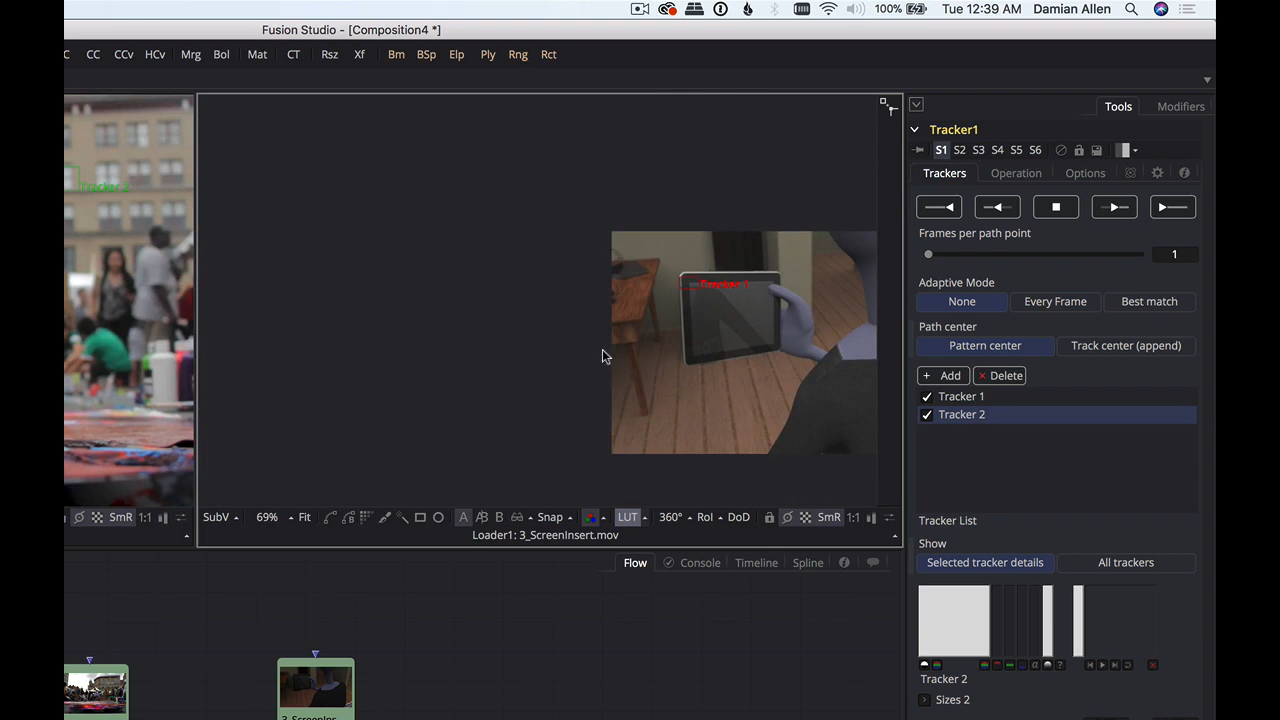 100%
Tue 12:39 AM
Damian Allen
Fusion Studio - [Composition4 *]
C CC CCv HCv Mrg Bol Mat CT Rsz Xf Bm BSp Elp Ply Rng Rct
Tools Modifiers
Tracker1
S1 S2 S3 S4 S5 S6
Trackers Operation Options
Frames per path point
1
Adaptive Mode
None Every Frame Best match
Path center
Pattern center Track center (append)
+ Add × Delete
Tracker 1
Tracker 2
Tracker 2
Tracker 1
SmR 1:1
SubV 69% Fit A B Snap LUT 360° RoI DoD SmR 1:1
Loader1: 3_ScreenInsert.mov
Tracker List
Show
Selected tracker details All trackers
Flow Console Timeline Spline
Tracker 2
Sizes 2
3_ScreenIns...